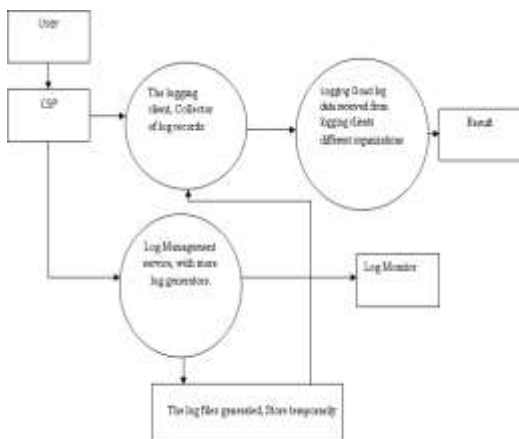 User
CSP
The logging
client, Collector
of log records
Logging Cloud log
data received from
logging clients
different organizations
Result
Log Management
service, with more
log generators.
Log Monitor
The log files generated, Store temporarily